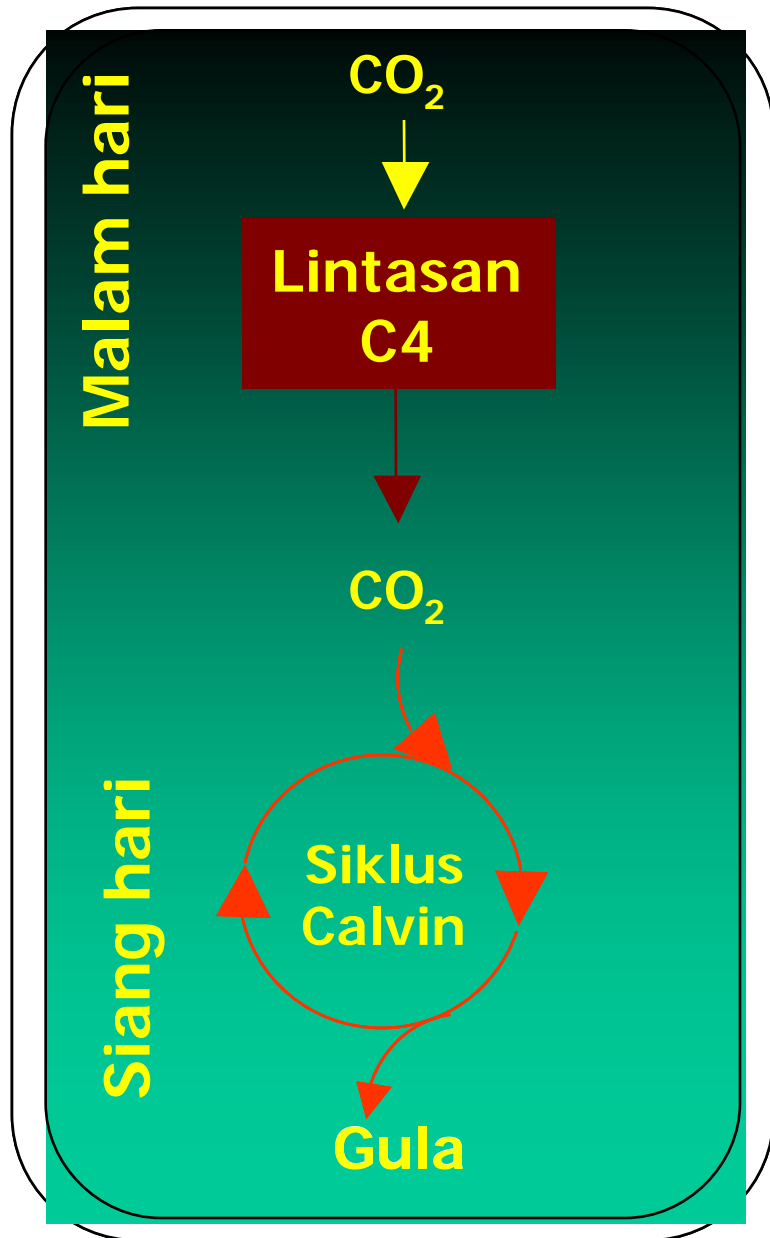 Malam hari
CO₂
Lintasan
C4
CO₂
Siang hari
Siklus
Calvin
Gula